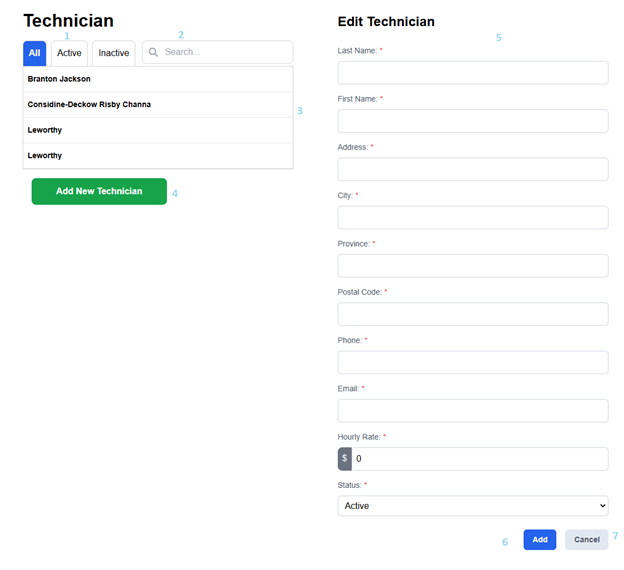 Technician
1
2
All Active Inactive Search...
Branton Jackson
Considine-Deckow Risby Channa
3
Leworthy
Leworthy
Add New Technician
4
Edit Technician
5
Last Name: *
First Name: *
Address: *
City: *
Province: *
Postal Code: *
Phone: *
Email: *
Hourly Rate: *
$ 0
Status: *
Active
6 Add Cancel 7